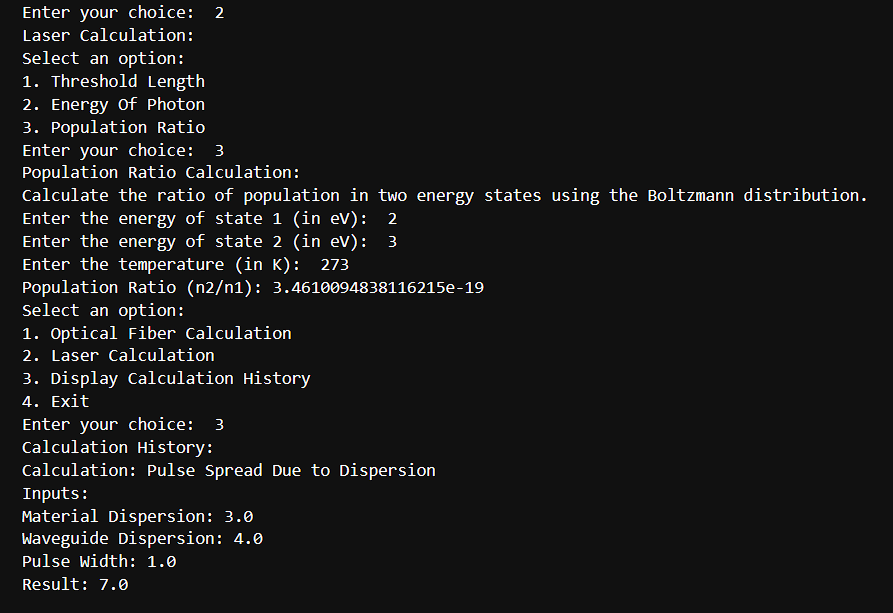 Enter your choice:  2
Laser Calculation:
Select an option:
1. Threshold Length
2. Energy Of Photon
3. Population Ratio
Enter your choice:  3
Population Ratio Calculation:
Calculate the ratio of population in two energy states using the Boltzmann distribution.
Enter the energy of state 1 (in eV):  2
Enter the energy of state 2 (in eV):  3
Enter the temperature (in K):  273
Population Ratio (n2/n1): 3.4610094838116215e-19
Select an option:
1. Optical Fiber Calculation
2. Laser Calculation
3. Display Calculation History
4. Exit
Enter your choice:  3
Calculation History:
Calculation: Pulse Spread Due to Dispersion
Inputs:
Material Dispersion: 3.0
Waveguide Dispersion: 4.0
Pulse Width: 1.0
Result: 7.0